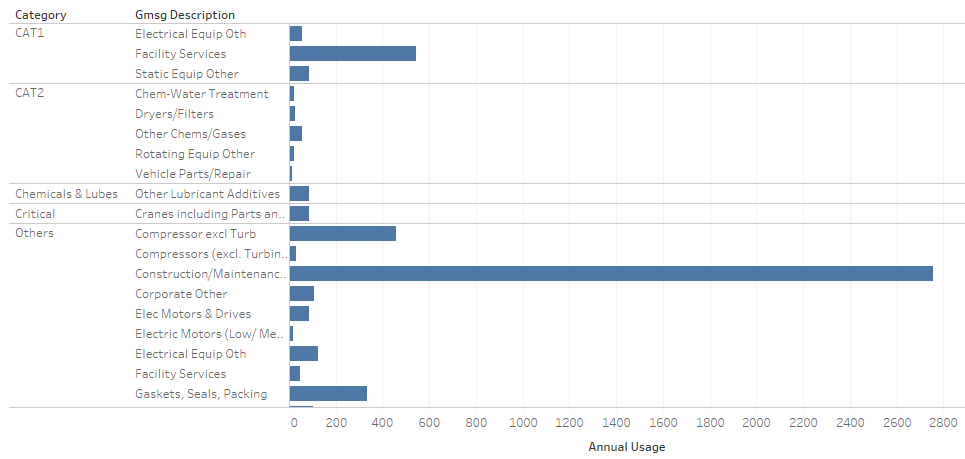 Category Gmsg Description
CAT1 Electrical Equip Oth
Facility Services
Static Equip Other
CAT2 Chem-Water Treatment
Dryers/Filters
Other Chems/Gases
Rotating Equip Other
Vehicle Parts/Repair
Chemicals & Lubes Other Lubricant Additives
Critical Cranes including Parts an..
Others Compressor excl Turb
Compressors (excl. Turbin..
Construction/Maintenanc..
Corporate Other
Elec Motors & Drives
Electric Motors (Low/ Me..
Electrical Equip Oth
Facility Services
Gaskets, Seals, Packing
0 200 400 600 800 1000 1200 1400 1600 1800 2000 2200 2400 2600 2800
Annual Usage